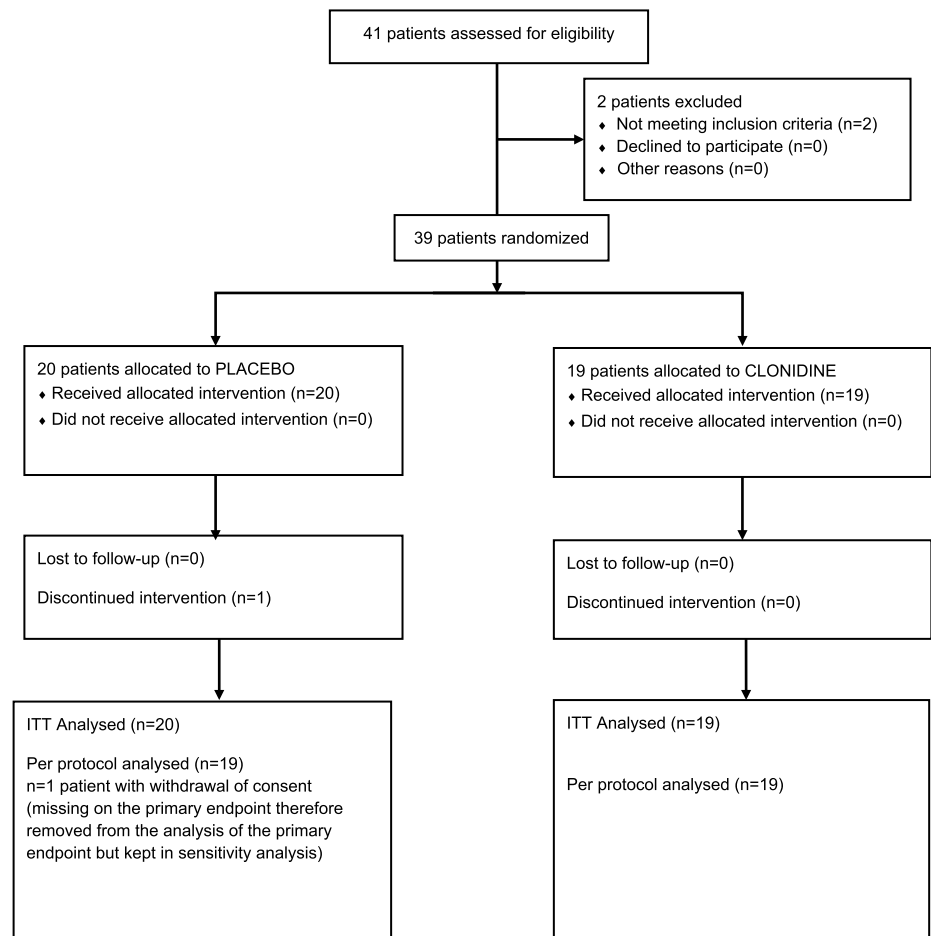 41 patients assessed for eligibility
2 patients excluded
♦ Not meeting inclusion criteria (n=2)
♦ Declined to participate (n=0)
♦ Other reasons (n=0)
39 patients randomized
20 patients allocated to PLACEBO
♦ Received allocated intervention (n=20)
♦ Did not receive allocated intervention (n=0)
19 patients allocated to CLONIDINE
♦ Received allocated intervention (n=19)
♦ Did not receive allocated intervention (n=0)
Lost to follow-up (n=0)
Discontinued intervention (n=1)
Lost to follow-up (n=0)
Discontinued intervention (n=0)
ITT Analysed (n=20)
Per protocol analysed (n=19)
n=1 patient with withdrawal of consent
(missing on the primary endpoint therefore
removed from the analysis of the primary
endpoint but kept in sensitivity analysis)
ITT Analysed (n=19)
Per protocol analysed (n=19)